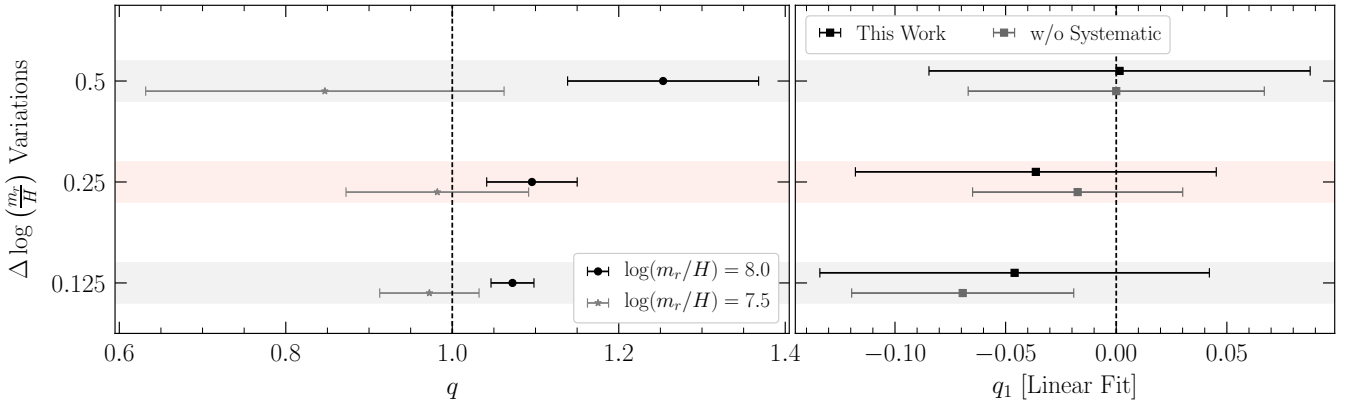 Δ log (m_r/H) Variations
0.5
0.25
0.125
log(m_r/H) = 8.0
log(m_r/H) = 7.5
0.6 0.8 1.0 1.2 1.4
q
This Work w/o Systematic
−0.10 −0.05 0.00 0.05
q₁ [Linear Fit]